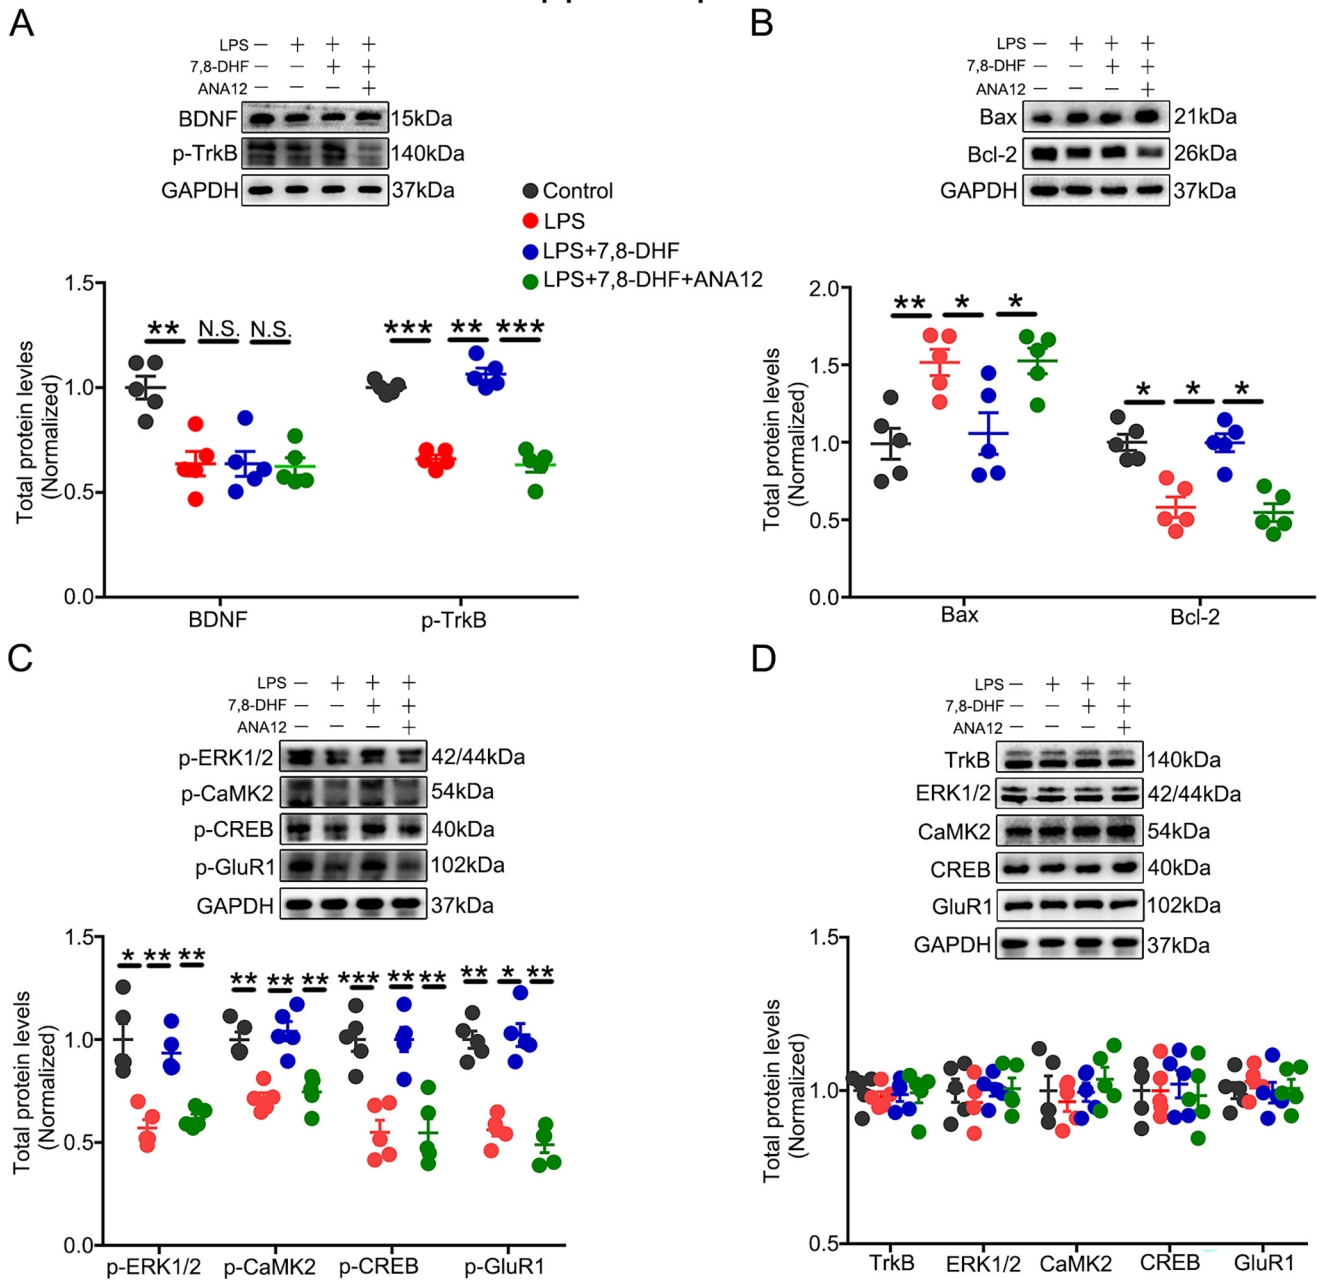 A
LPS − + + +
7,8-DHF − − + +
ANA12 − − − +
BDNF 15kDa
p-TrkB 140kDa
GAPDH 37kDa
Control
LPS
LPS+7,8-DHF
LPS+7,8-DHF+ANA12
Total protein levles
(Normalized)
1.5
1.0
0.5
0.0
** N.S. N.S. *** ** ***
BDNF p-TrkB
B
LPS − + + +
7,8-DHF − − + +
ANA12 − − − +
Bax 21kDa
Bcl-2 26kDa
GAPDH 37kDa
Total protein levels
(Normalized)
2.0
1.5
1.0
0.5
0.0
** * * * * *
Bax Bcl-2
C
LPS − + + +
7,8-DHF − − + +
ANA12 − − − +
p-ERK1/2 42/44kDa
p-CaMK2 54kDa
p-CREB 40kDa
p-GluR1 102kDa
GAPDH 37kDa
Total protein levels
(Normalized)
1.5
1.0
0.5
0.0
* ** ** ** ** ** *** ** ** ** * **
p-ERK1/2 p-CaMK2 p-CREB p-GluR1
D
LPS − + + +
7,8-DHF − − + +
ANA12 − − − +
TrkB 140kDa
ERK1/2 42/44kDa
CaMK2 54kDa
CREB 40kDa
GluR1 102kDa
GAPDH 37kDa
Total protein levels
(Normalized)
1.5
1.0
0.5
TrkB ERK1/2 CaMK2 CREB GluR1